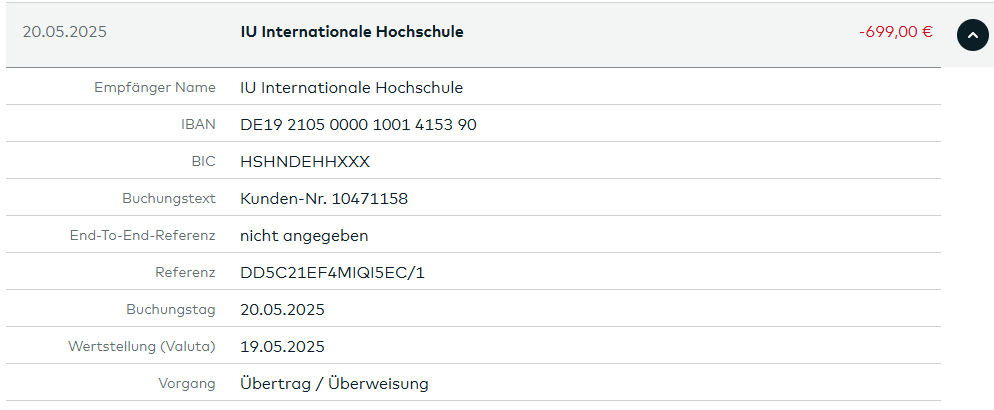 20.05.2025 IU Internationale Hochschule -699,00 €
Empfänger Name IU Internationale Hochschule
IBAN DE19 2105 0000 1001 4153 90
BIC HSHNDEHHXXX
Buchungstext Kunden-Nr. 10471158
End-To-End-Referenz nicht angegeben
Referenz DD5C21EF4MIQI5EC/1
Buchungstag 20.05.2025
Wertstellung (Valuta) 19.05.2025
Vorgang Übertrag / Überweisung